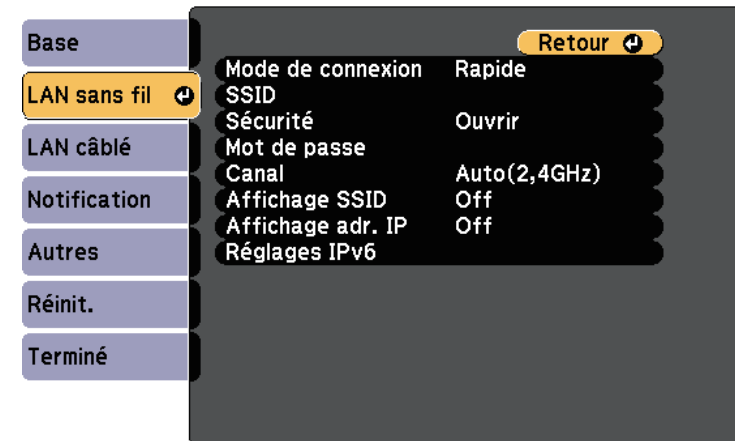 Base
LAN sans fil
LAN câblé
Notification
Autres
Réinit.
Terminé
Retour
Mode de connexion Rapide
SSID
Sécurité Ouvrir
Mot de passe
Canal Auto(2,4GHz)
Affichage SSID Off
Affichage adr. IP Off
Réglages IPv6